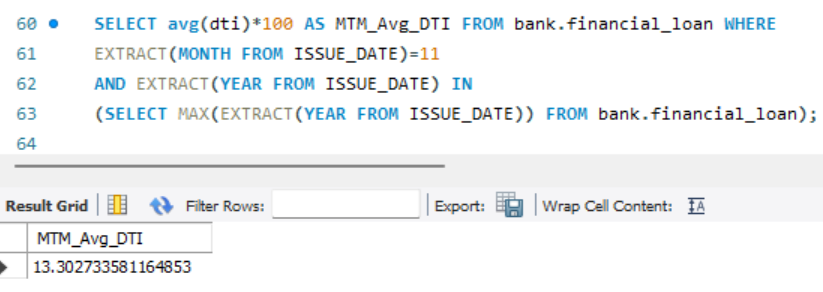 60 SELECT avg(dti)*100 AS MTM_Avg_DTI FROM bank.financial_loan WHERE
61 EXTRACT(MONTH FROM ISSUE_DATE)=11
62 AND EXTRACT(YEAR FROM ISSUE_DATE) IN
63 (SELECT MAX(EXTRACT(YEAR FROM ISSUE_DATE)) FROM bank.financial_loan);
64
Result Grid Filter Rows: Export: Wrap Cell Content: IA
MTM_Avg_DTI
13.302733581164853